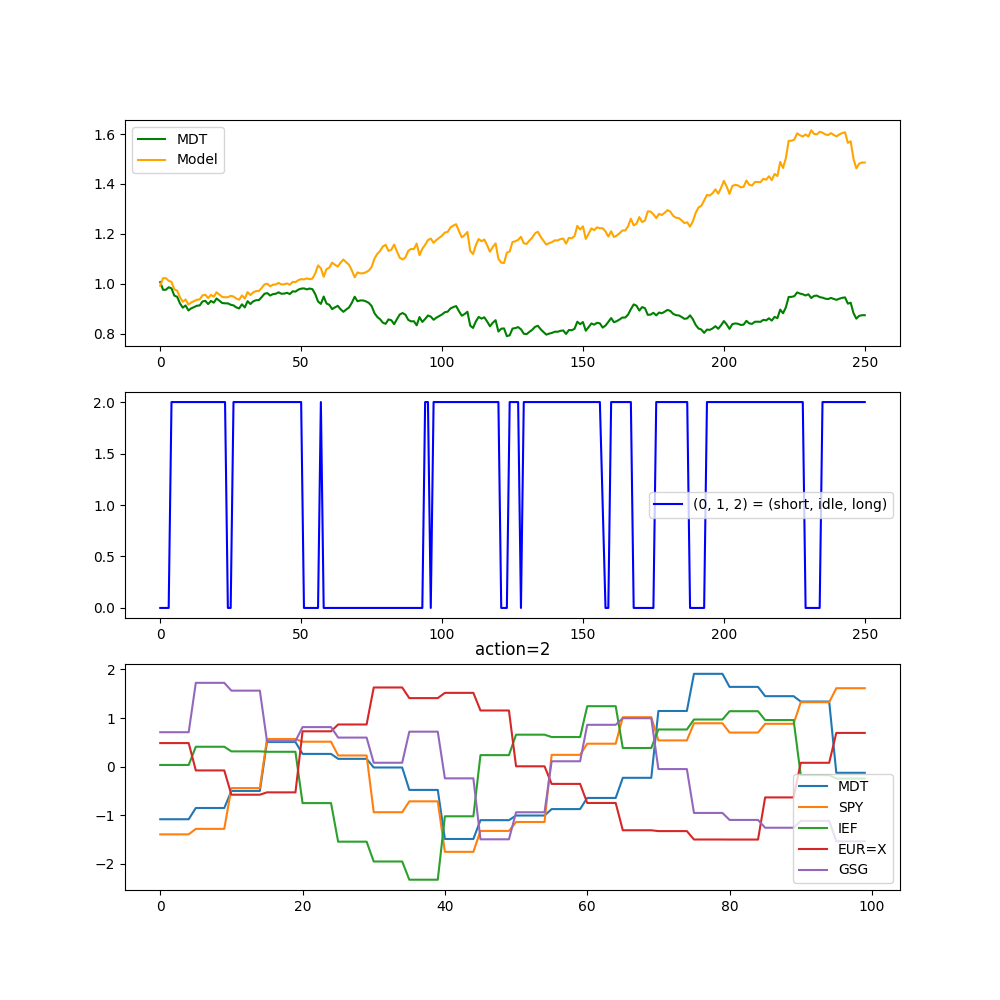 1.6
1.4
1.2
1.0
0.8
MDT
Model
0 50 100 150 200 250
2.0
1.5
1.0
0.5
0.0
(0, 1, 2) = (short, idle, long)
0 50 100 150 200 250
action=2
2
1
0
−1
−2
MDT
SPY
IEF
EUR=X
GSG
0 20 40 60 80 100